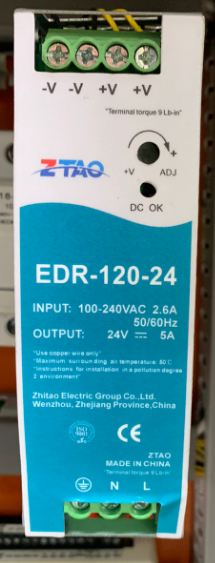 -V -V +V +V
"Terminal torque 9 Lb-in"
+
ZTAO
+V ADJ
DC OK
EDR-120-24
INPUT: 100-240VAC 2.6A
50/60Hz
OUTPUT: 24V ⎓ 5A
"Use copper wire only"
"Maximum surrounding air temperature: 50℃
"Instructions for installation in a pollution degree
2 environment"
Zhitao Electric Group Co.,Ltd.
Wenzhou, Zhejiang Province,China
ISO
9001
CE
ZTAO
MADE IN CHINA
"Terminal torque 9 Lb-in"
N L